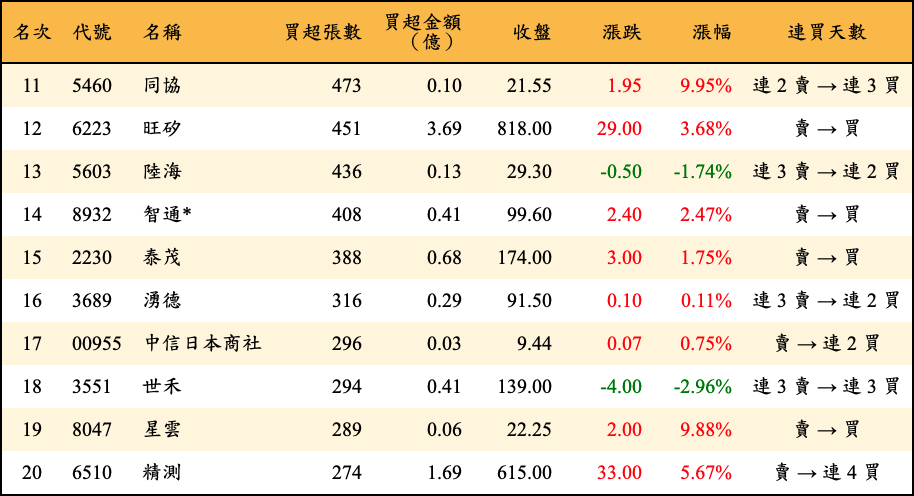 名次 代號 名稱 買超張數 買超金額（億） 收盤 漲跌 漲幅 連買天數
11 5460 同協 473 0.10 21.55 1.95 9.95% 連 2 賣 → 連 3 買
12 6223 旺矽 451 3.69 818.00 29.00 3.68% 賣 → 買
13 5603 陸海 436 0.13 29.30 -0.50 -1.74% 連 3 賣 → 連 2 買
14 8932 智通* 408 0.41 99.60 2.40 2.47% 賣 → 買
15 2230 泰茂 388 0.68 174.00 3.00 1.75% 賣 → 買
16 3689 湧德 316 0.29 91.50 0.10 0.11% 連 3 賣 → 連 2 買
17 00955 中信日本商社 296 0.03 9.44 0.07 0.75% 賣 → 連 2 買
18 3551 世禾 294 0.41 139.00 -4.00 -2.96% 連 3 賣 → 連 3 買
19 8047 星雲 289 0.06 22.25 2.00 9.88% 賣 → 買
20 6510 精測 274 1.69 615.00 33.00 5.67% 賣 → 連 4 買